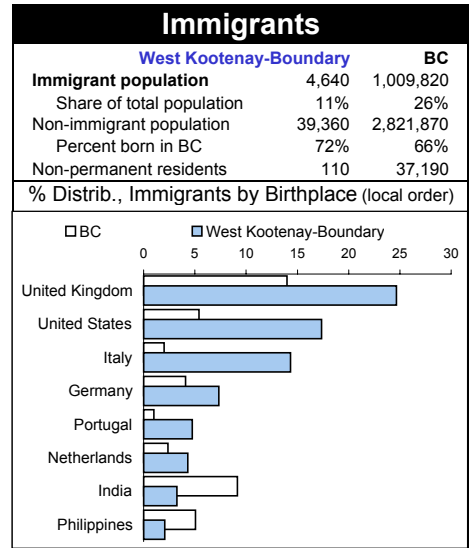 Immigrants
West Kootenay-Boundary BC
Immigrant population 4,640 1,009,820
Share of total population 11% 26%
Non-immigrant population 39,360 2,821,870
Percent born in BC 72% 66%
Non-permanent residents 110 37,190
% Distrib., Immigrants by Birthplace (local order)
BC West Kootenay-Boundary
0 5 10 15 20 25 30
United Kingdom
United States
Italy
Germany
Portugal
Netherlands
India
Philippines